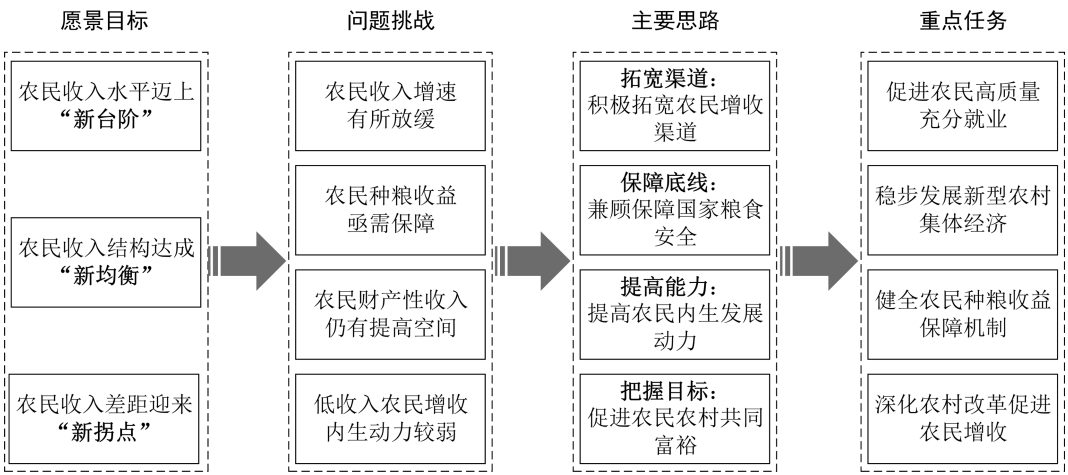 愿景目标
农民收入水平迈上
“新台阶”
农民收入结构达成
“新均衡”
农民收入差距迎来
“新拐点”
问题挑战
农民收入增速
有所放缓
农民种粮收益
亟需保障
农民财产性收入
仍有提高空间
低收入农民增收
内生动力较弱
主要思路
拓宽渠道：
积极拓宽农民增收
渠道
保障底线：
兼顾保障国家粮食
安全
提高能力：
提高农民内生发展
动力
把握目标：
促进农民农村共同
富裕
重点任务
促进农民高质量
充分就业
稳步发展新型农村
集体经济
健全农民种粮收益
保障机制
深化农村改革促进
农民增收